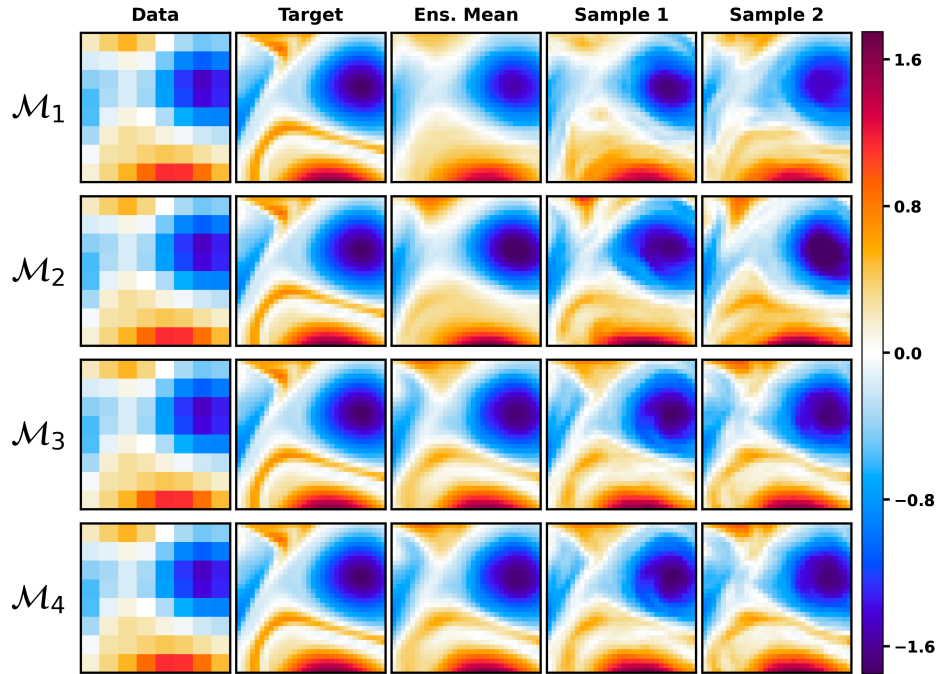 Data Target Ens. Mean Sample 1 Sample 2
ℳ₁
ℳ₂
ℳ₃
ℳ₄
1.6
0.8
0.0
−0.8
−1.6